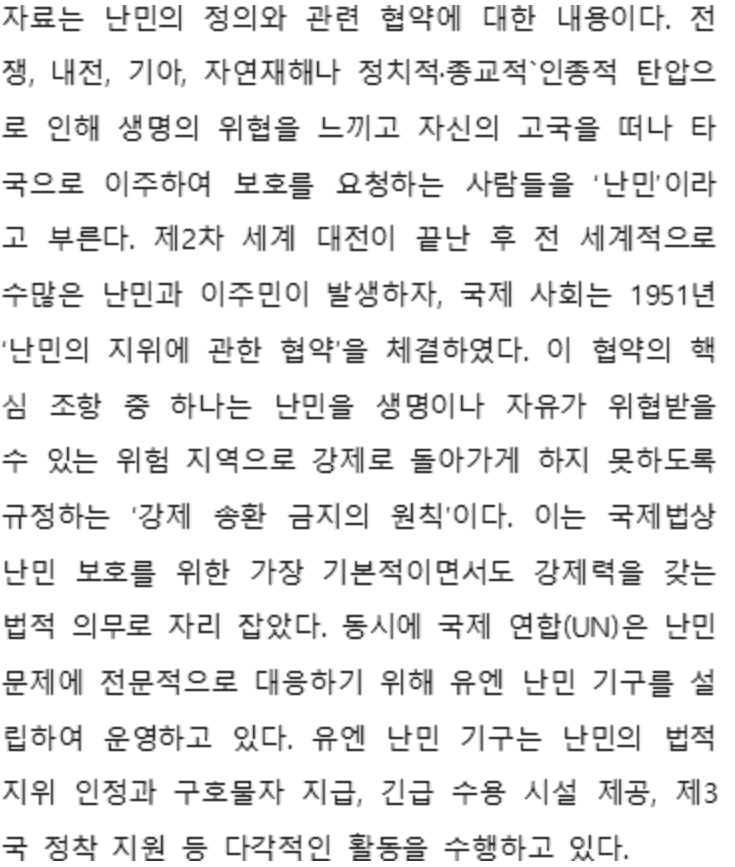 자료는 난민의 정의와 관련 협약에 대한 내용이다. 전
쟁, 내전, 기아, 자연재해나 정치적·종교적`인종적 탄압으
로 인해 생명의 위협을 느끼고 자신의 고국을 떠나 타
국으로 이주하여 보호를 요청하는 사람들을 '난민'이라
고 부른다. 제2차 세계 대전이 끝난 후 전 세계적으로
수많은 난민과 이주민이 발생하자, 국제 사회는 1951년
'난민의 지위에 관한 협약'을 체결하였다. 이 협약의 핵
심 조항 중 하나는 난민을 생명이나 자유가 위협받을
수 있는 위험 지역으로 강제로 돌아가게 하지 못하도록
규정하는 '강제 송환 금지의 원칙'이다. 이는 국제법상
난민 보호를 위한 가장 기본적이면서도 강제력을 갖는
법적 의무로 자리 잡았다. 동시에 국제 연합(UN)은 난민
문제에 전문적으로 대응하기 위해 유엔 난민 기구를 설
립하여 운영하고 있다. 유엔 난민 기구는 난민의 법적
지위 인정과 구호물자 지급, 긴급 수용 시설 제공, 제3
국 정착 지원 등 다각적인 활동을 수행하고 있다.